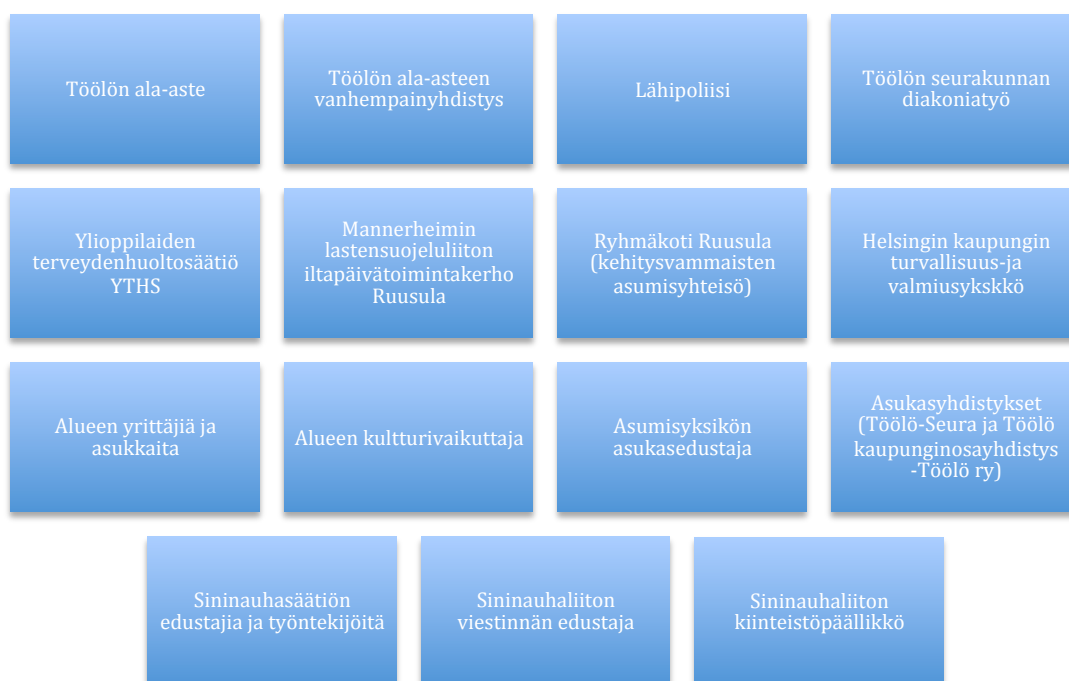 Töölön ala-aste
Töölön ala-asteen
vanhempainyhdistys
Lähipoliisi
Töölön seurakunnan
diakoniatyö
Ylioppilaiden
terveydenhuoltosäätiö
YTHS
Mannerheimin
lastensuojeluliiton
iltapäivätoimintakerho
Ruusula
Ryhmäkoti Ruusula
(kehitysvammaisten
asumisyhteisö)
Helsingin kaupungin
turvallisuus-ja
valmiusykskkö
Alueen yrittäjiä ja
asukkaita
Alueen kultturivaikuttaja
Asumisyksikön
asukasedustaja
Asukasyhdistykset
(Töölö-Seura ja Töölö
kaupunginosayhdistys
-Töölö ry)
Sininauhasäätiön
edustajia ja työntekijöitä
Sininauhaliiton
viestinnän edustaja
Sininauhaliiton
kiinteistöpäällikkö